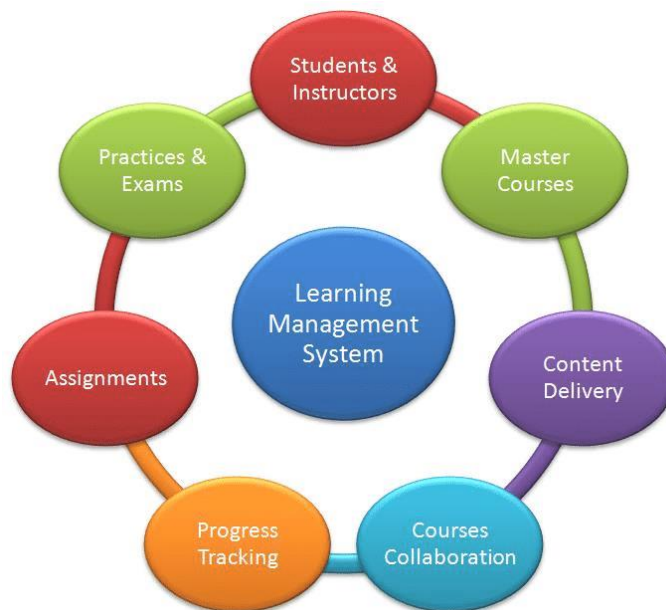 Students &
Instructors
Master
Courses
Content
Delivery
Courses
Collaboration
Progress
Tracking
Assignments
Practices &
Exams
Learning
Management
System